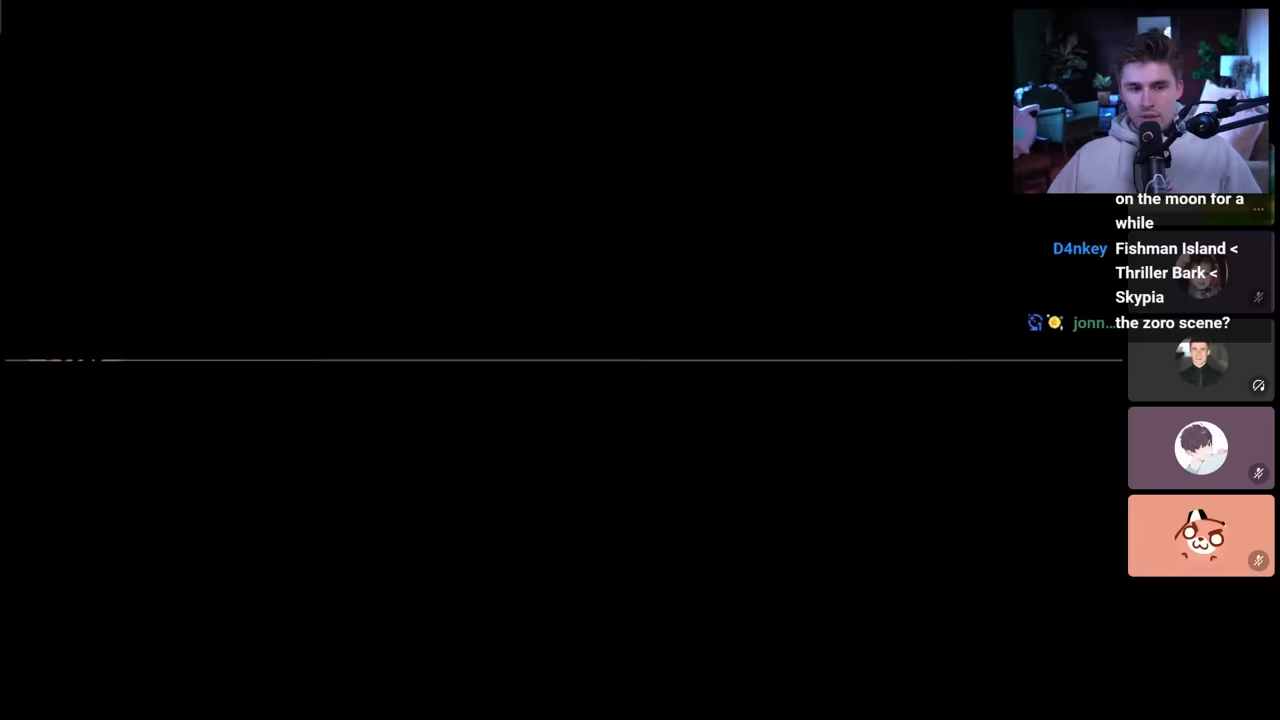 on the moon for a
while
D4nkey Fishman Island <
Thriller Bark <
Skypia
jonn... the zoro scene?